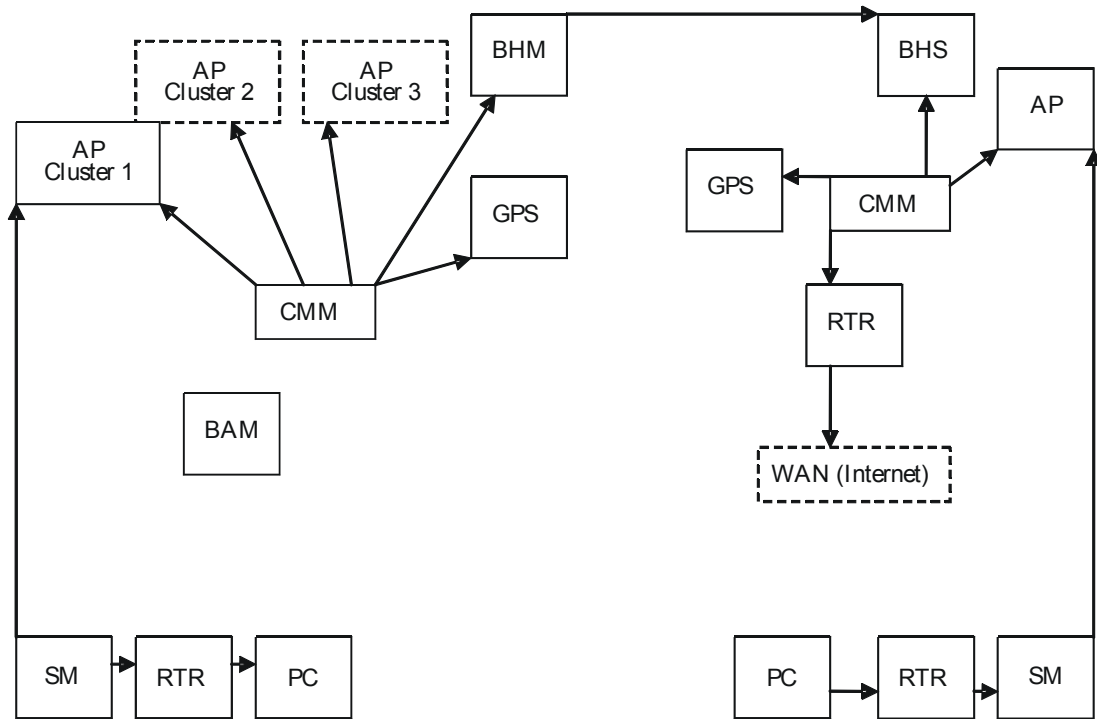 BHM
BHS
AP
Cluster 2
AP
Cluster 3
AP
AP
Cluster 1
GPS
GPS
CMM
CMM
RTR
BAM
WAN (Internet)
SM
RTR
PC
PC
RTR
SM